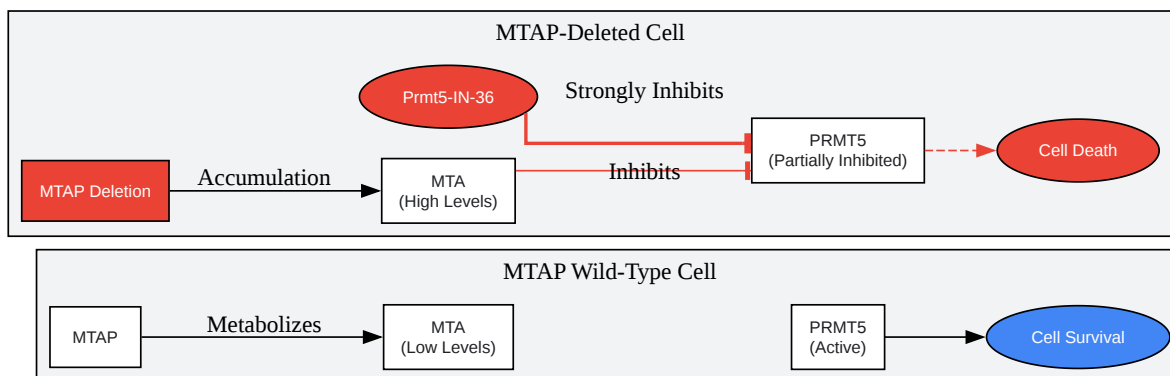 MTAP-Deleted Cell
Prmt5-IN-36
Strongly Inhibits
PRMT5
(Partially Inhibited)
Cell Death
MTAP Deletion
Accumulation
MTA
(High Levels)
Inhibits
MTAP Wild-Type Cell
MTAP
Metabolizes
MTA
(Low Levels)
PRMT5
(Active)
Cell Survival